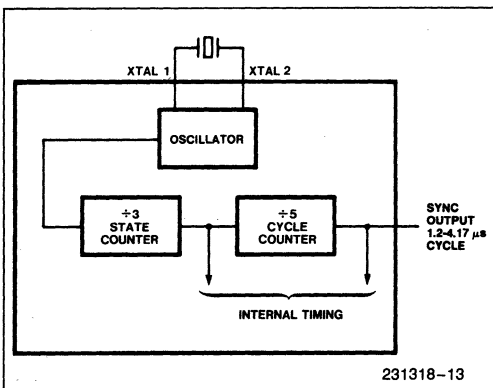 XTAL 1 XTAL 2
OSCILLATOR
÷3
STATE
COUNTER
÷5
CYCLE
COUNTER
SYNC
OUTPUT
1.2-4.17 μs
CYCLE
INTERNAL TIMING
231318–13